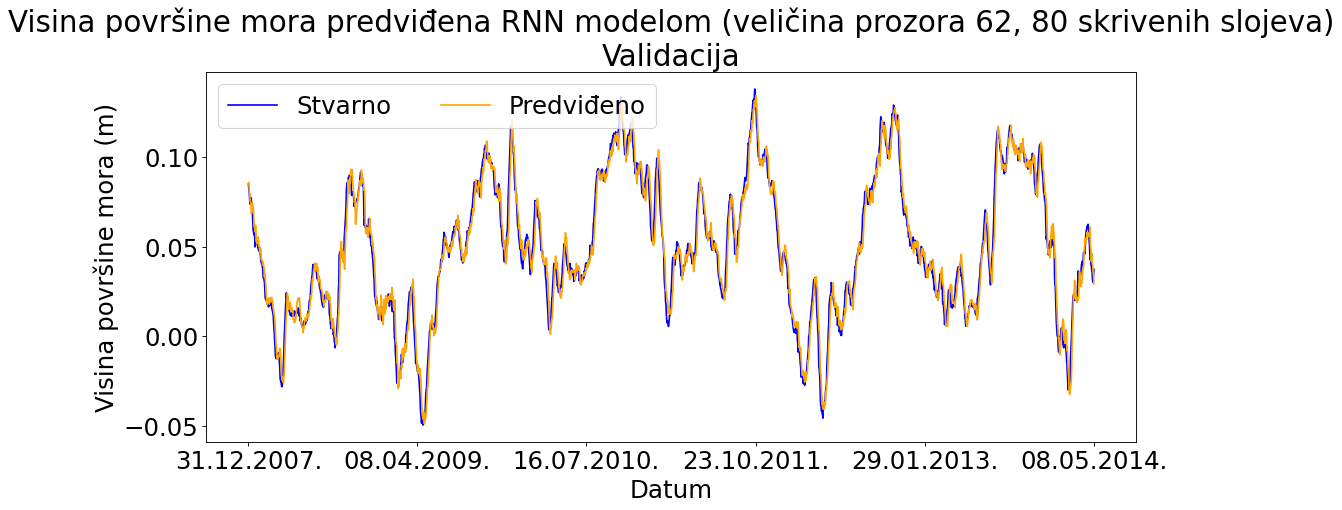 Visina površine mora predviđena RNN modelom (veličina prozora 62, 80 skrivenih slojeva)
Validacija
Stvarno
Predviđeno
Visina površine mora (m)
0.10
0.05
0.00
−0.05
31.12.2007.
08.04.2009.
16.07.2010.
23.10.2011.
29.01.2013.
08.05.2014.
Datum